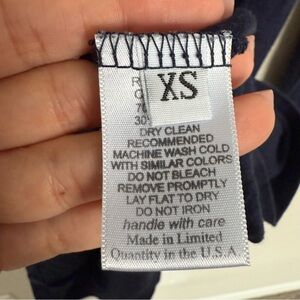 XS
DRY CLEAN
RECOMMENDED
MACHINE WASH COLD
WITH SIMILAR COLORS
DO NOT BLEACH
REMOVE PROMPTLY
LAY FLAT TO DRY
DO NOT IRON
handle with care
Made in Limited
Quantity in the U.S.A